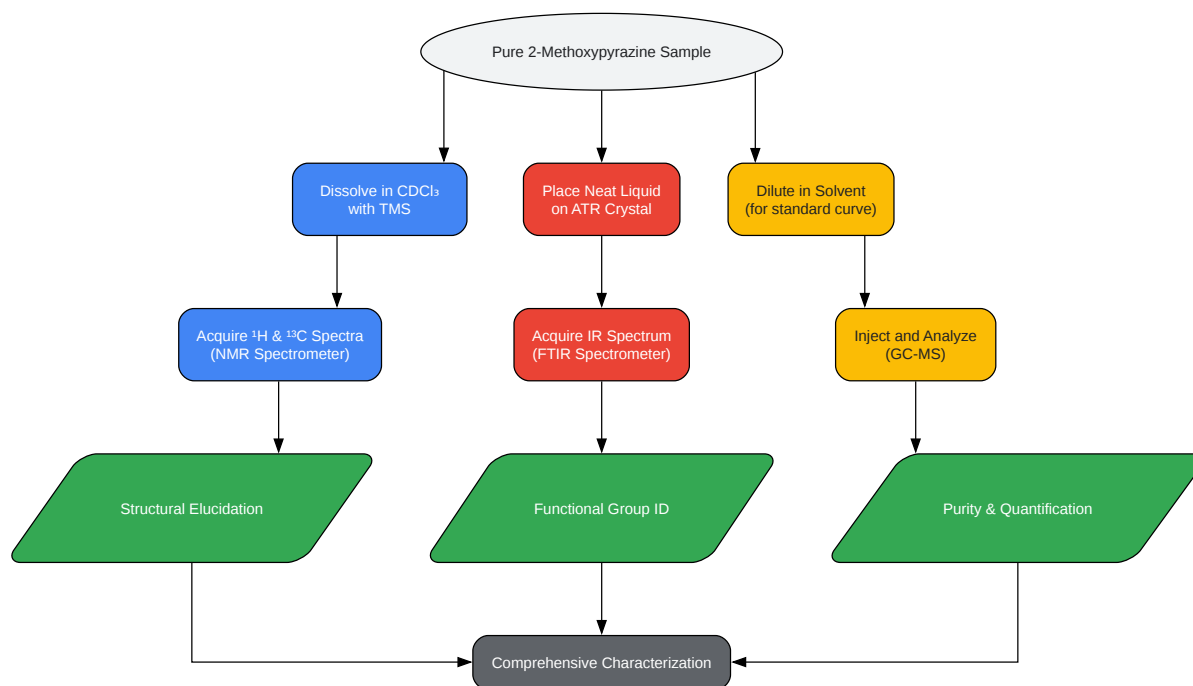 Pure 2-Methoxypyrazine Sample
Dissolve in CDCl₃
with TMS
Place Neat Liquid
on ATR Crystal
Dilute in Solvent
(for standard curve)
Acquire ¹H & ¹³C Spectra
(NMR Spectrometer)
Acquire IR Spectrum
(FTIR Spectrometer)
Inject and Analyze
(GC-MS)
Structural Elucidation
Functional Group ID
Purity & Quantification
Comprehensive Characterization